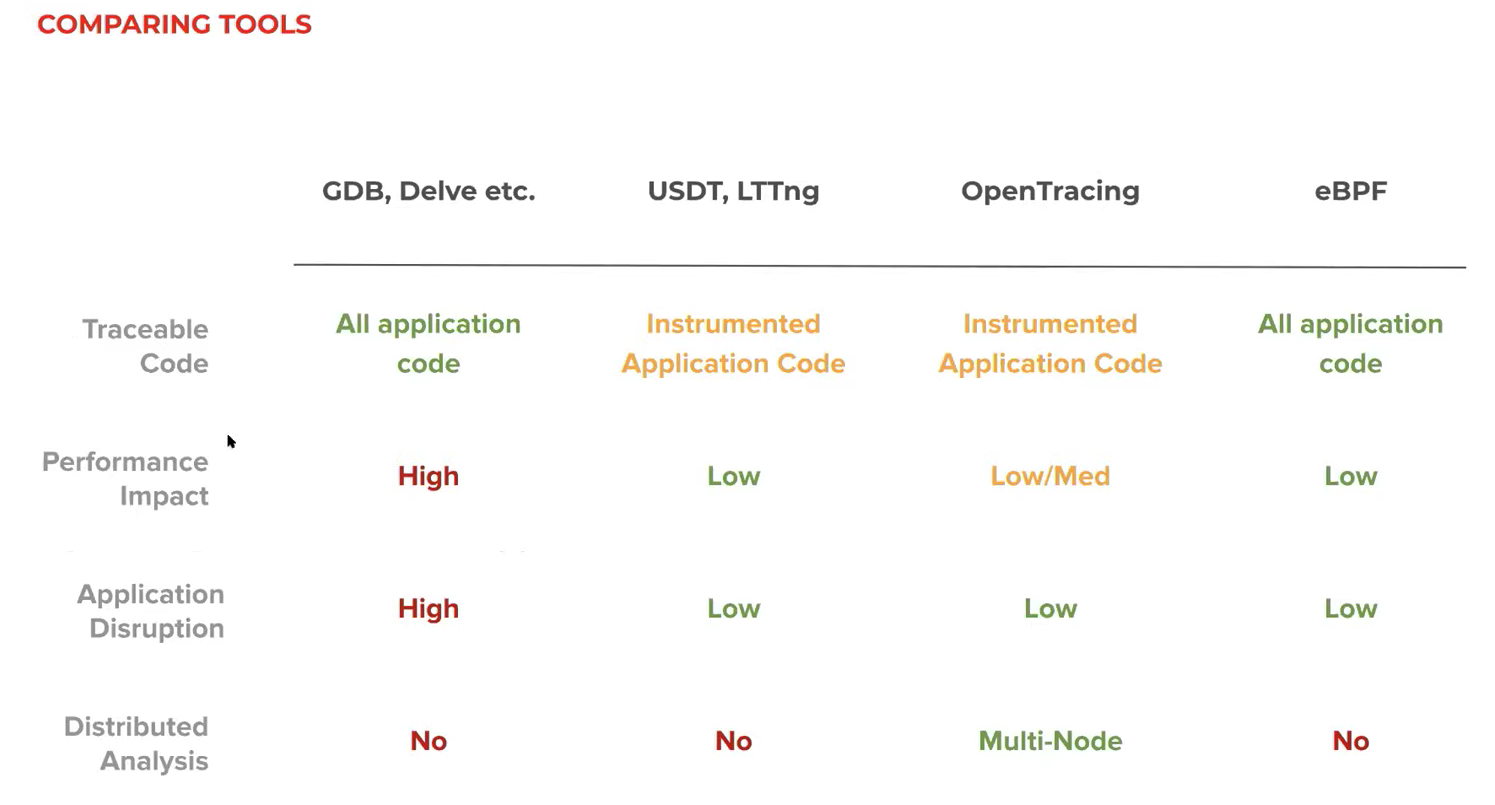 COMPARING TOOLS
GDB, Delve etc. USDT, LTTng OpenTracing eBPF
Traceable Code All application code Instrumented Application Code Instrumented Application Code All application code
Performance Impact High Low Low/Med Low
Application Disruption High Low Low Low
Distributed Analysis No No Multi-Node No